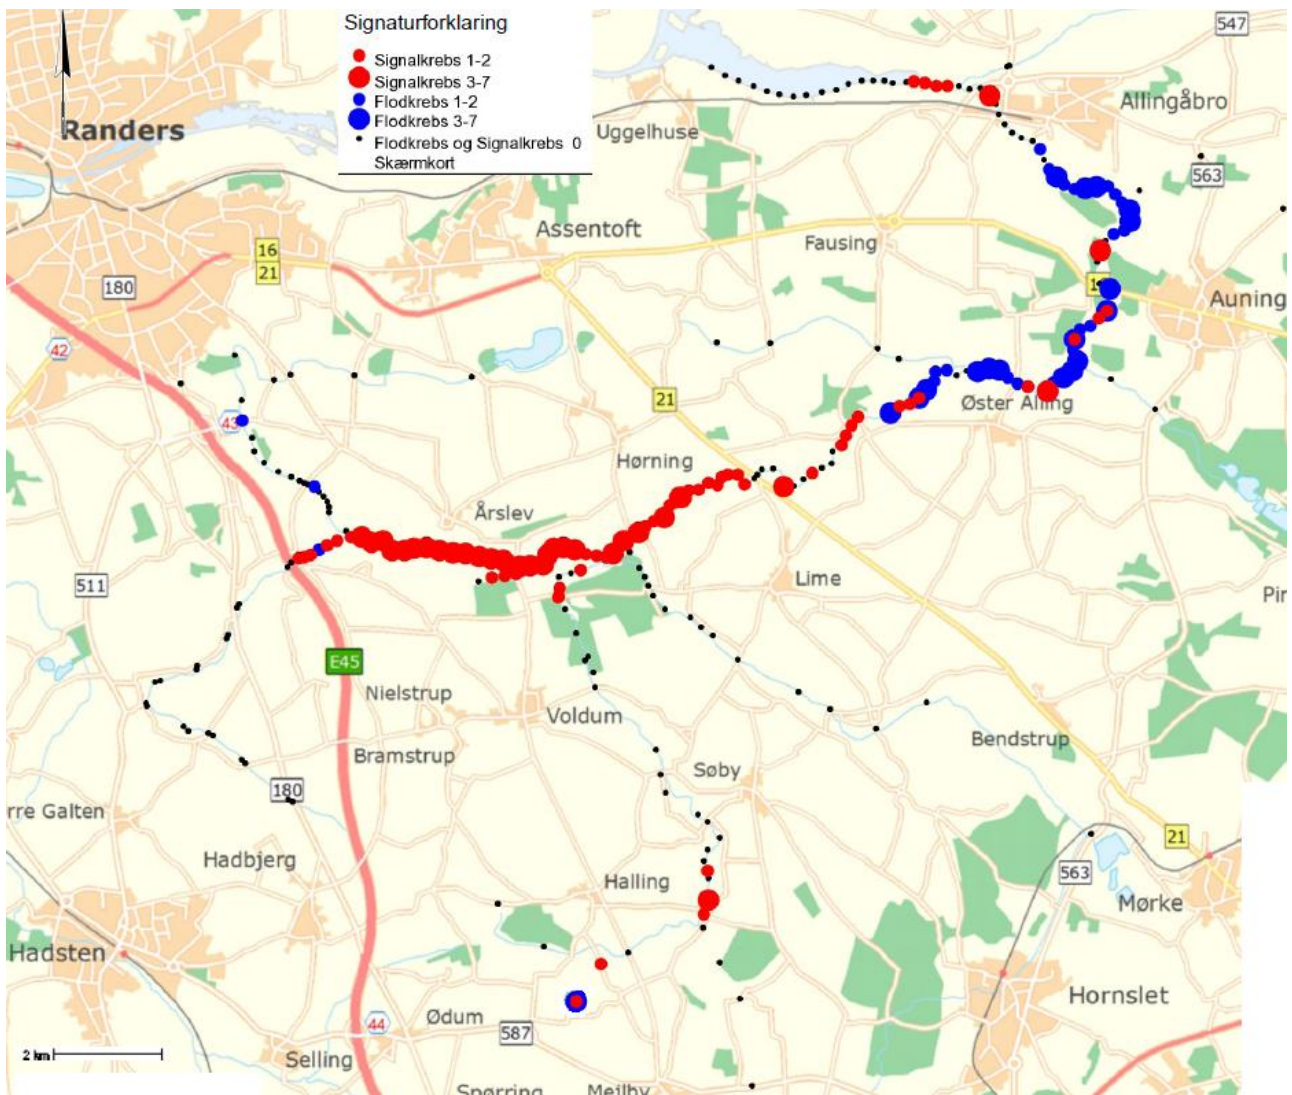 Signaturforklaring
Signalkrebs 1-2
Signalkrebs 3-7
Flodkrebs 1-2
Flodkrebs 3-7
Flodkrebs og Signalkrebs 0
Skærmkort
547
Allingåbro
Randers
Uggelhuse
563
Assentoft
Fausing
16
21
180
Auning
42
21
Øster Alling
43
Hørning
Årslev
511
Lime
E45
Nielstrup
Voldum
Bendstrup
Bramstrup
Søby
180
rre Galten
21
Hadbjerg
Halling
563
Mørke
Hadsten
Hornslet
Ødum
44
587
2 km
Selling
Spørring
Mejlby